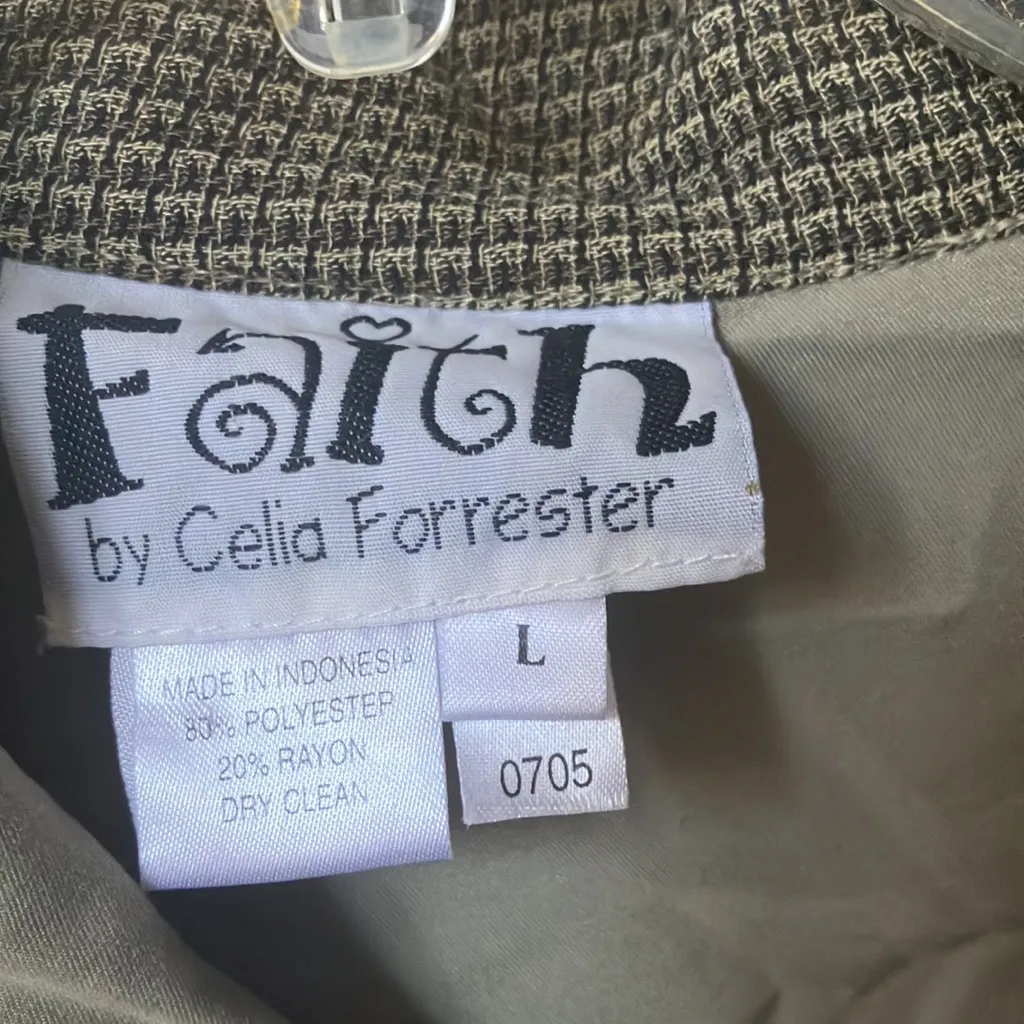 Faith
by Celia Forrester
L
MADE IN INDONESIA
80% POLYESTER
20% RAYON
DRY CLEAN
0705